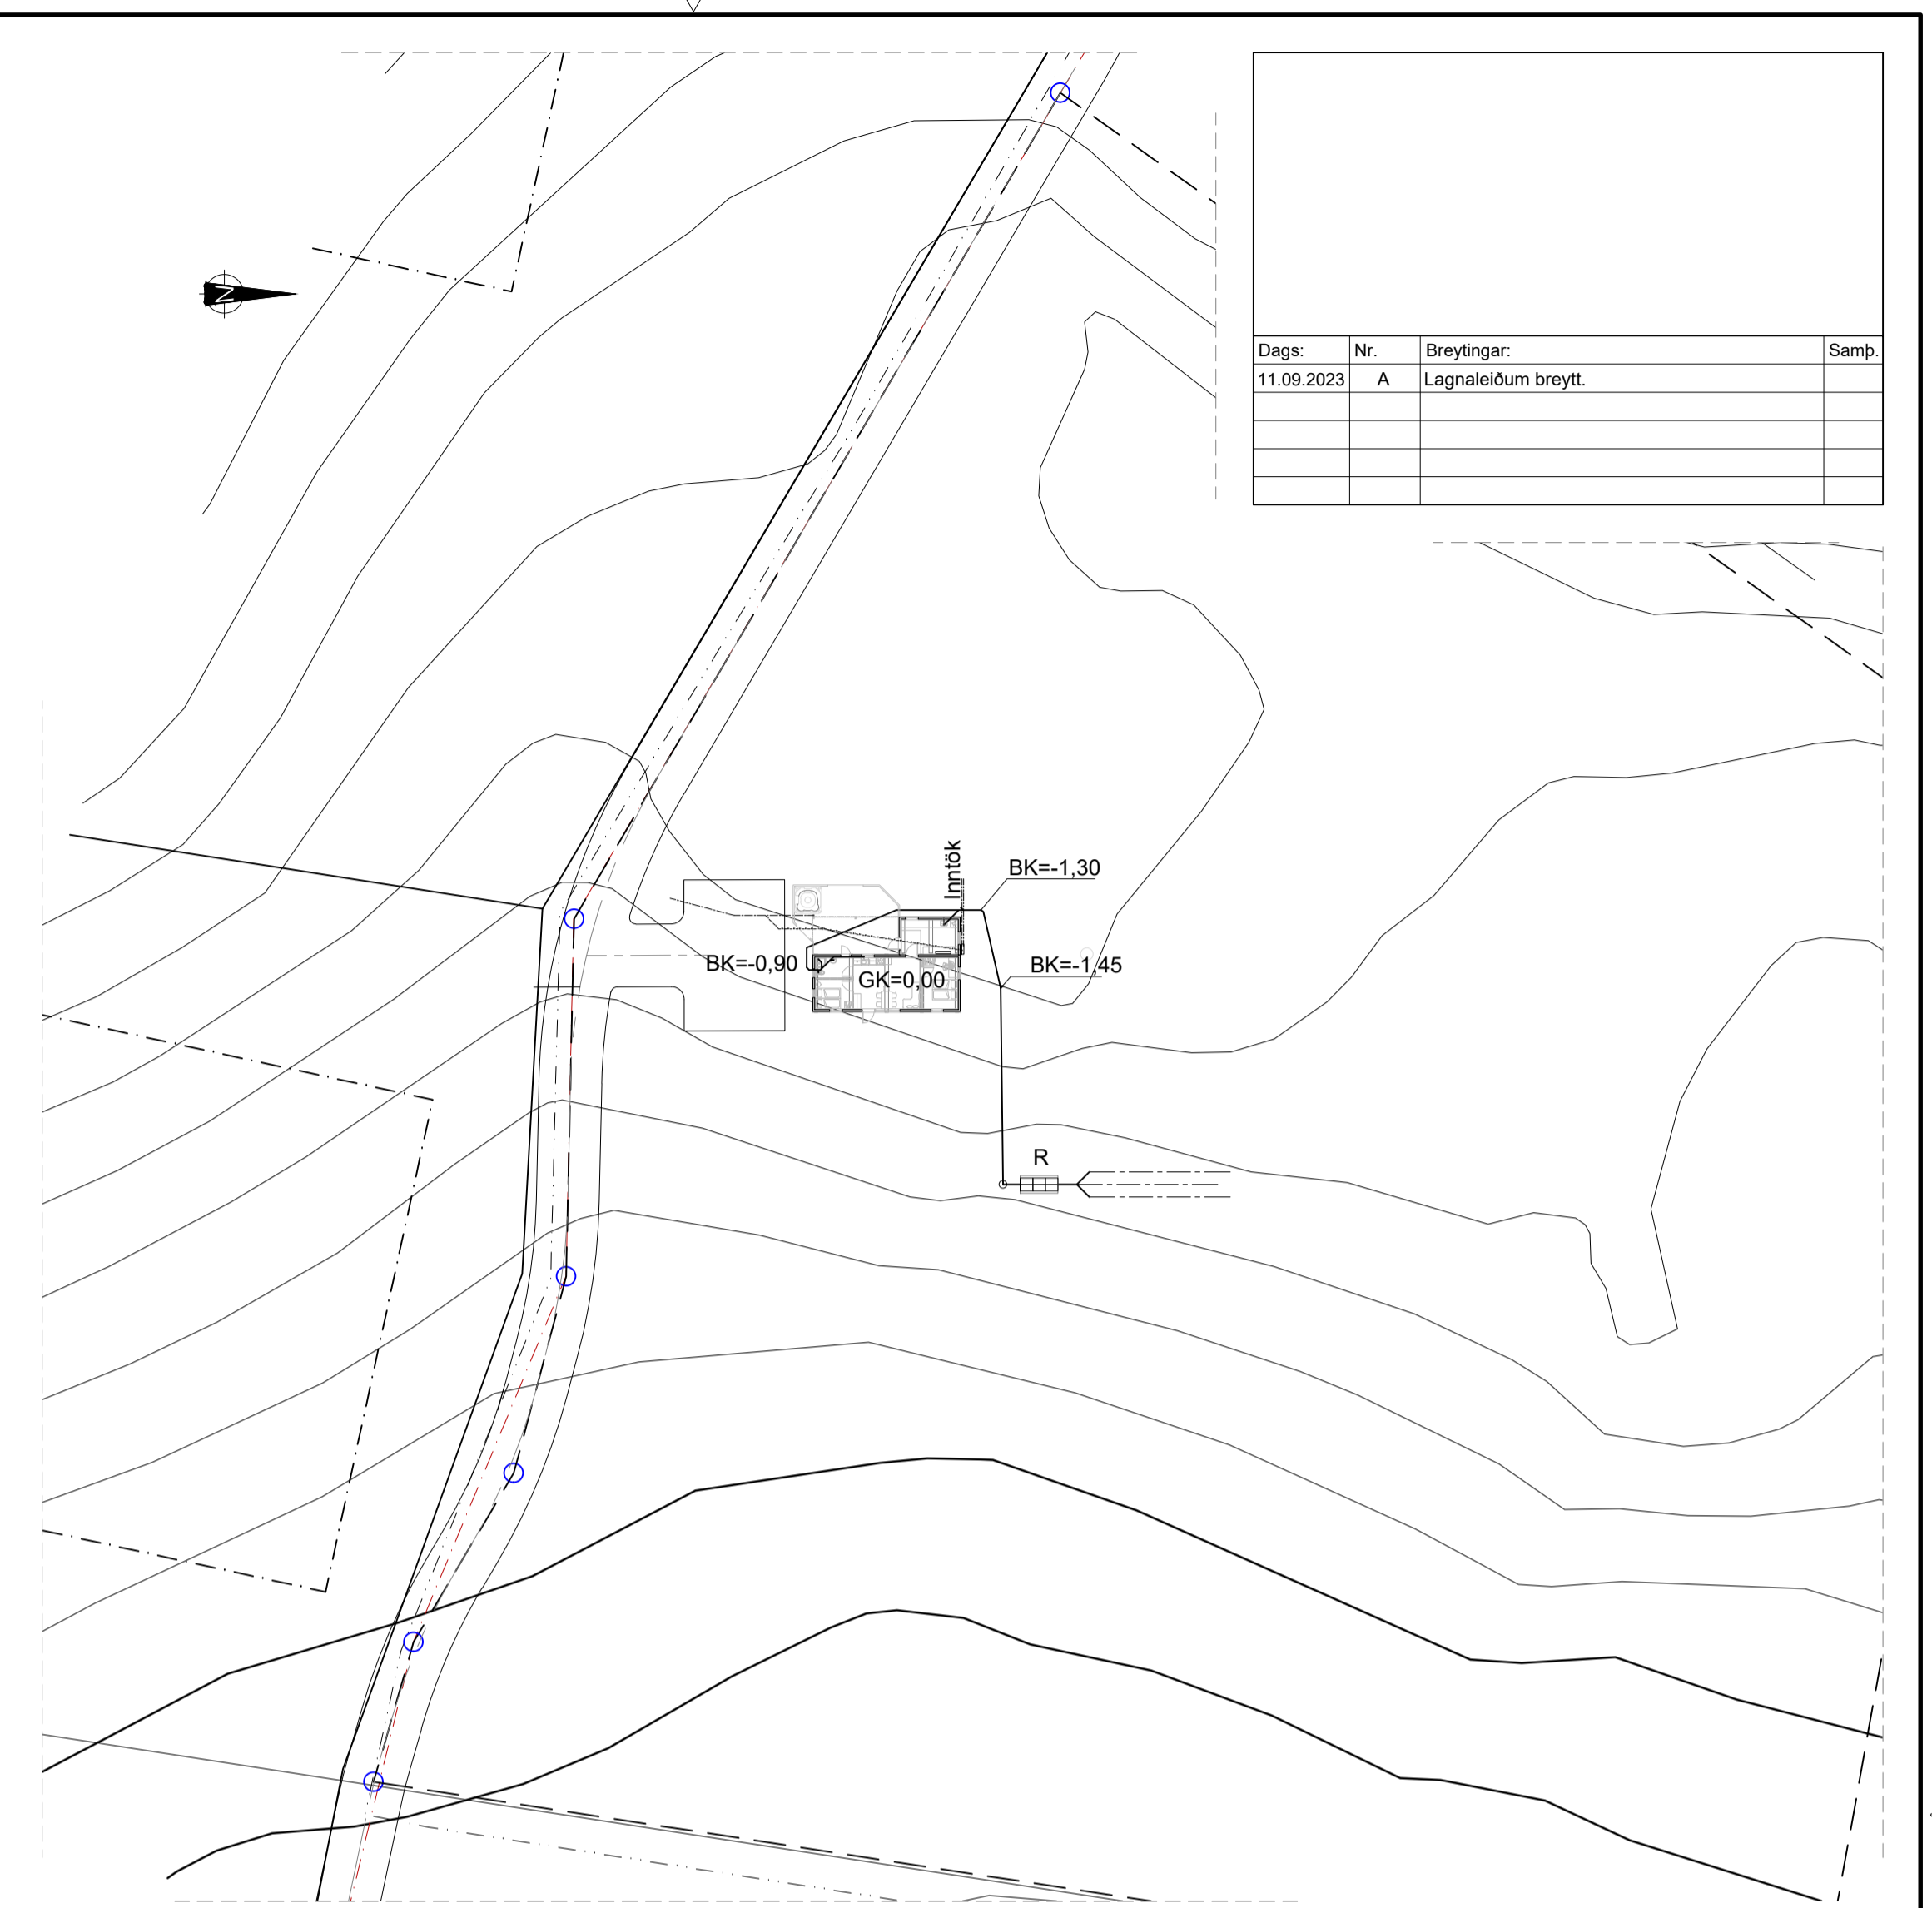 N
Dags: Nr. Breytingar: Samþ.
11.09.2023 A Lagnaleiðum breytt.
Inntök
BK=-1,30
BK=-0,90
GK=0,00
BK=-1,45
R